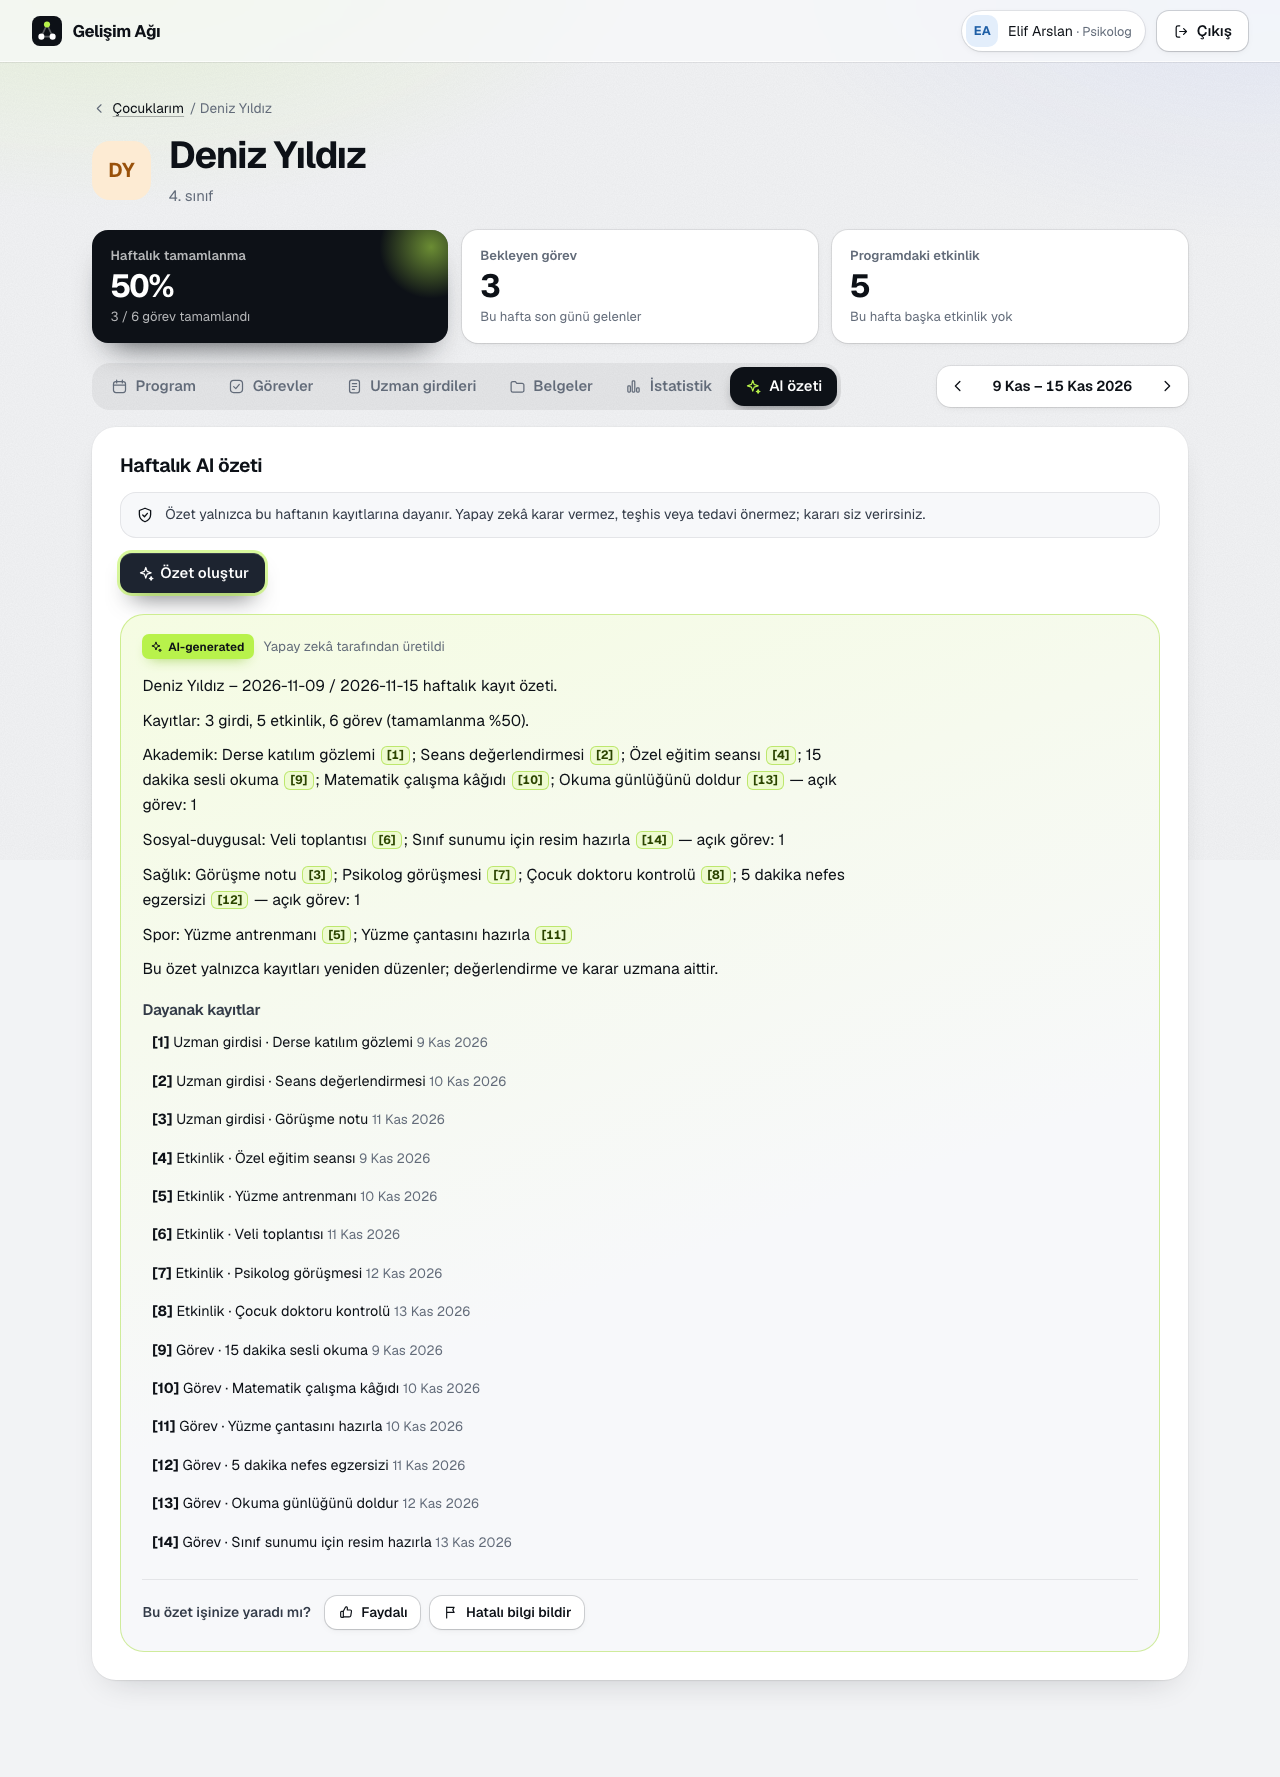 Gelişim Ağı
EA Elif Arslan · Psikolog
Çıkış
Çocuklarım / Deniz Yıldız
DY
Deniz Yıldız
4. sınıf
Haftalık tamamlanma
50%
3 / 6 görev tamamlandı
Bekleyen görev
3
Bu hafta son günü gelenler
Programdaki etkinlik
5
Bu hafta başka etkinlik yok
Program
Görevler
Uzman girdileri
Belgeler
İstatistik
AI özeti
9 Kas – 15 Kas 2026
Haftalık AI özeti
Özet yalnızca bu haftanın kayıtlarına dayanır. Yapay zekâ karar vermez, teşhis veya tedavi önermez; kararı siz verirsiniz.
Özet oluştur
AI-generated Yapay zekâ tarafından üretildi
Deniz Yıldız – 2026-11-09 / 2026-11-15 haftalık kayıt özeti.
Kayıtlar: 3 girdi, 5 etkinlik, 6 görev (tamamlanma %50).
Akademik: Derse katılım gözlemi [1] ; Seans değerlendirmesi [2] ; Özel eğitim seansı [4] ; 15
dakika sesli okuma [9] ; Matematik çalışma kâğıdı [10] ; Okuma günlüğünü doldur [13] — açık
görev: 1
Sosyal-duygusal: Veli toplantısı [6] ; Sınıf sunumu için resim hazırla [14] — açık görev: 1
Sağlık: Görüşme notu [3] ; Psikolog görüşmesi [7] ; Çocuk doktoru kontrolü [8] ; 5 dakika nefes
egzersizi [12] — açık görev: 1
Spor: Yüzme antrenmanı [5] ; Yüzme çantasını hazırla [11]
Bu özet yalnızca kayıtları yeniden düzenler; değerlendirme ve karar uzmana aittir.
Dayanak kayıtlar
[1] Uzman girdisi · Derse katılım gözlemi 9 Kas 2026
[2] Uzman girdisi · Seans değerlendirmesi 10 Kas 2026
[3] Uzman girdisi · Görüşme notu 11 Kas 2026
[4] Etkinlik · Özel eğitim seansı 9 Kas 2026
[5] Etkinlik · Yüzme antrenmanı 10 Kas 2026
[6] Etkinlik · Veli toplantısı 11 Kas 2026
[7] Etkinlik · Psikolog görüşmesi 12 Kas 2026
[8] Etkinlik · Çocuk doktoru kontrolü 13 Kas 2026
[9] Görev · 15 dakika sesli okuma 9 Kas 2026
[10] Görev · Matematik çalışma kâğıdı 10 Kas 2026
[11] Görev · Yüzme çantasını hazırla 10 Kas 2026
[12] Görev · 5 dakika nefes egzersizi 11 Kas 2026
[13] Görev · Okuma günlüğünü doldur 12 Kas 2026
[14] Görev · Sınıf sunumu için resim hazırla 13 Kas 2026
Bu özet işinize yaradı mı? Faydalı Hatalı bilgi bildir